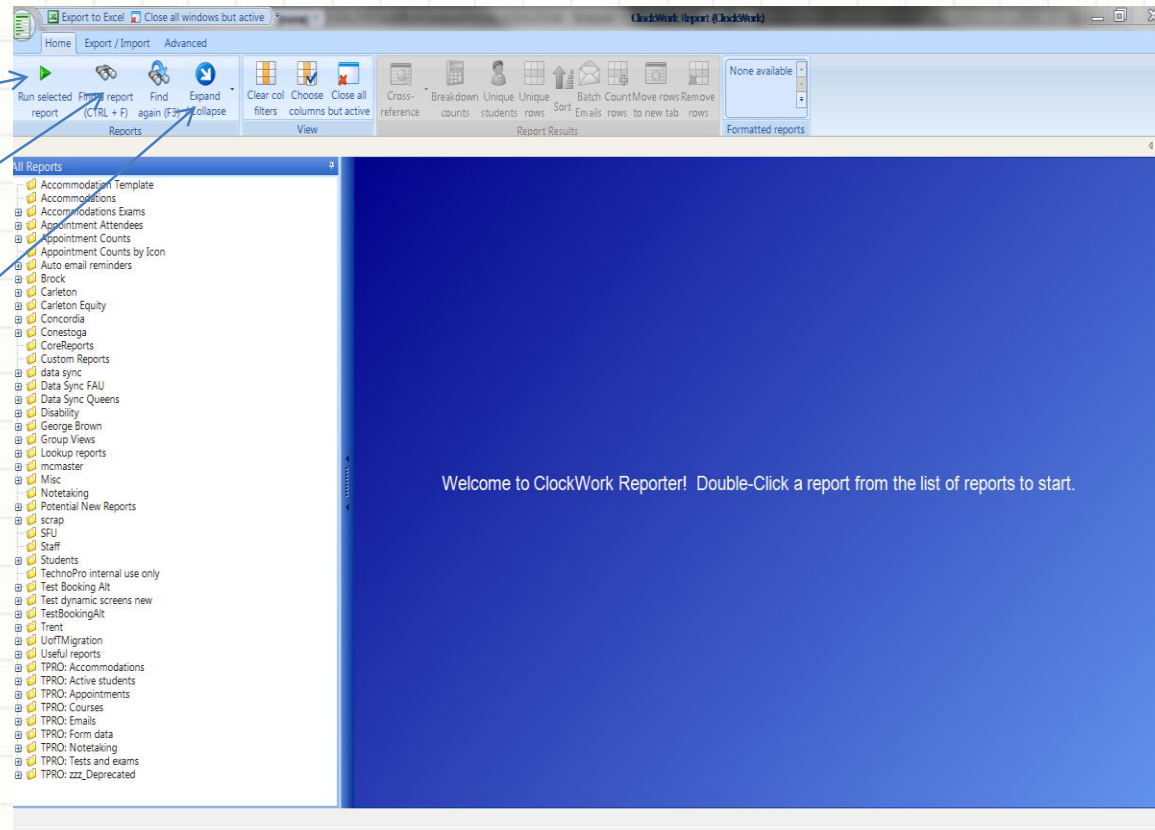 Export to Excel Close all windows but active
ClockWork Report (ClockWork)
Home Export / Import Advanced
Run selected report
Find a report (CTRL + F)
Find again (F3)
Expand Collapse
Reports
Clear col filters
Choose columns
Close all but active
View
Cross-reference
Breakdown counts
Unique students
Unique rows
Sort
Batch Emails
Count rows
Move rows to new tab
Remove rows
Report Results
None available
Formatted reports
All Reports
Accommodation Template
Accommodations
Accommodations Exams
Appointment Attendees
Appointment Counts
Appointment Counts by Icon
Auto email reminders
Brock
Carleton
Carleton Equity
Concordia
Conestoga
CoreReports
Custom Reports
data sync
Data Sync FAU
Data Sync Queens
Disability
George Brown
Group Views
Lookup reports
mcmaster
Misc
Notetaking
Potential New Reports
scrap
SFU
Staff
Students
TechnoPro internal use only
Test Booking Alt
Test dynamic screens new
TestBookingAlt
Trent
UofTMigration
Useful reports
TPRO: Accommodations
TPRO: Active students
TPRO: Appointments
TPRO: Courses
TPRO: Emails
TPRO: Form data
TPRO: Notetaking
TPRO: Tests and exams
TPRO: zzz_Deprecated
Welcome to ClockWork Reporter! Double-Click a report from the list of reports to start.